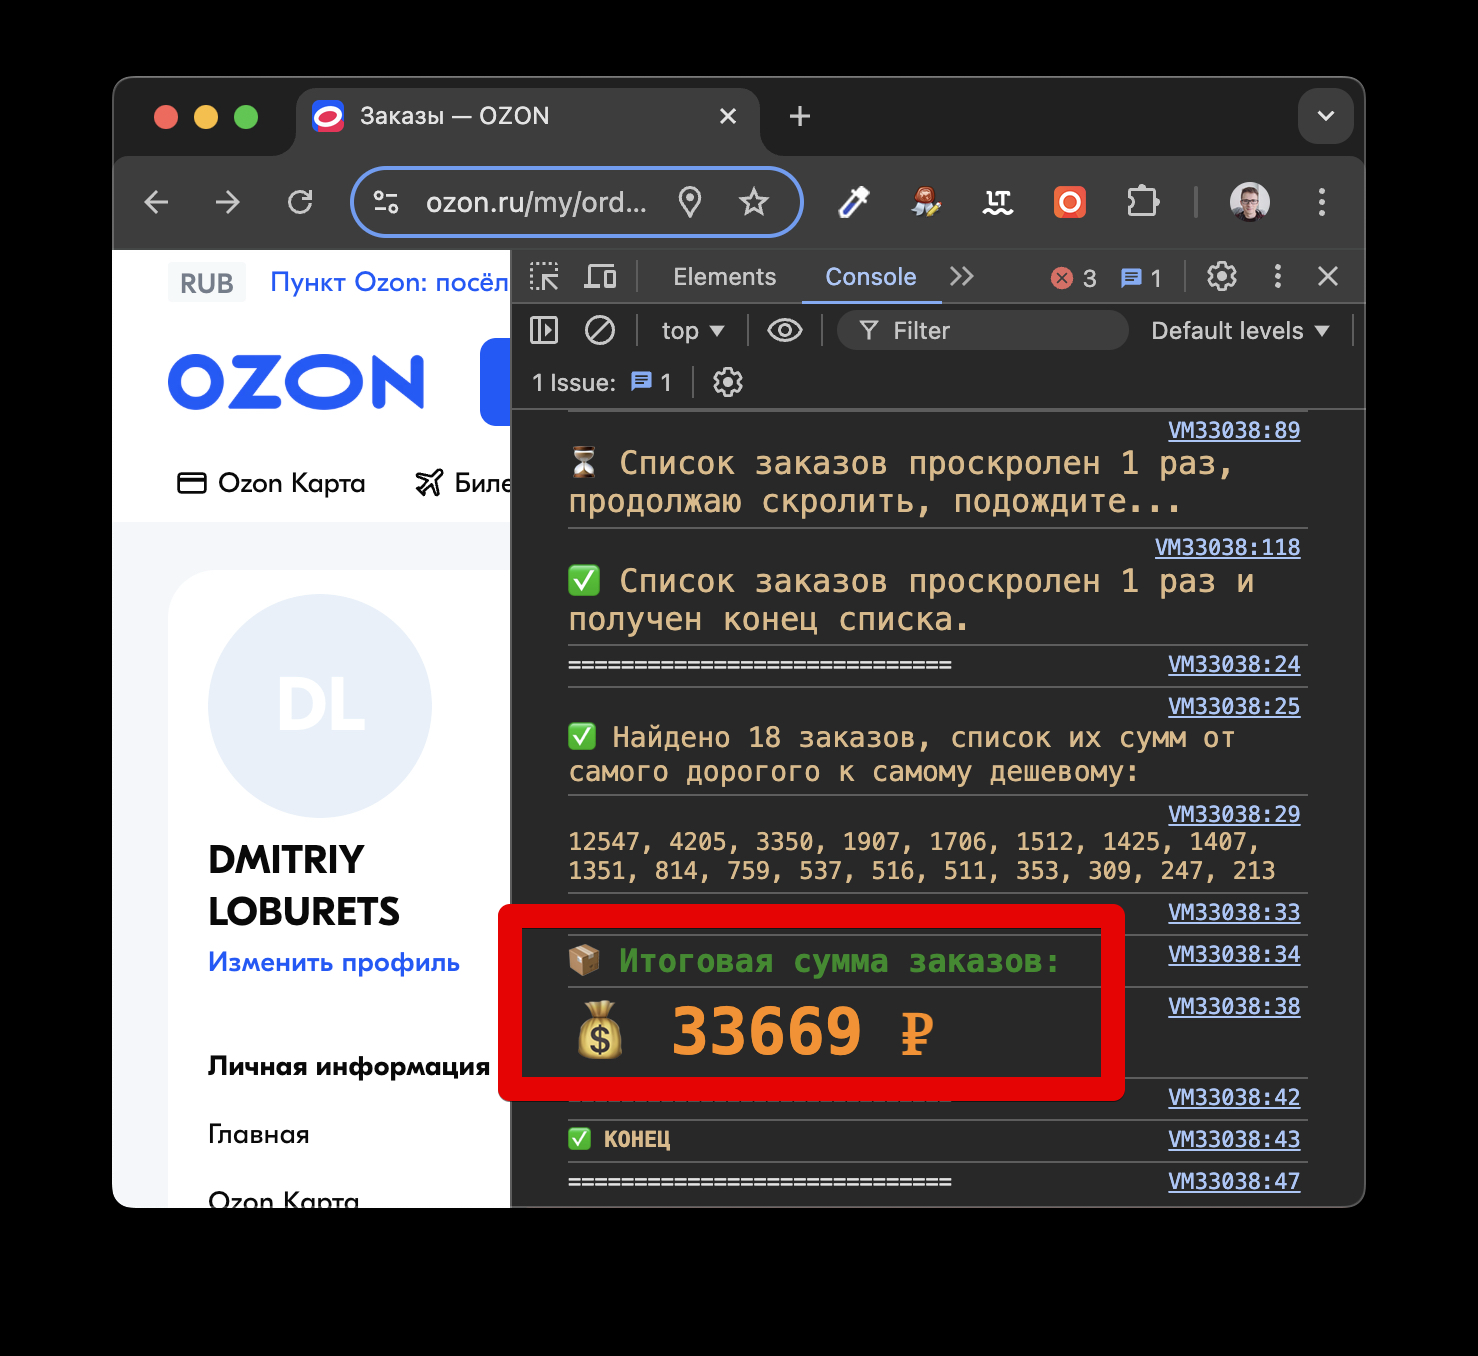 Заказы — OZON
ozon.ru/my/ord...
LT
RUB
Пункт Ozon: посёл
OZON
Ozon Карта
Биле
DL
DMITRIY
LOBURETS
Изменить профиль
Личная информация
Главная
Ozon Карта
Elements
Console
3
1
top
Filter
Default levels
1 Issue:
1
VM33038:89
⏳ Список заказов проскролен 1 раз,
продолжаю скролить, подождите...
VM33038:118
✅ Список заказов проскролен 1 раз и
получен конец списка.
============================= VM33038:24
VM33038:25
✅ Найдено 18 заказов, список их сумм от
самого дорогого к самому дешевому:
VM33038:29
12547, 4205, 3350, 1907, 1706, 1512, 1425, 1407,
1351, 814, 759, 537, 516, 511, 353, 309, 247, 213
VM33038:33
📦 Итоговая сумма заказов: VM33038:34
💰 33669 ₽ VM33038:38
VM33038:42
✅ КОНЕЦ VM33038:43
============================= VM33038:47